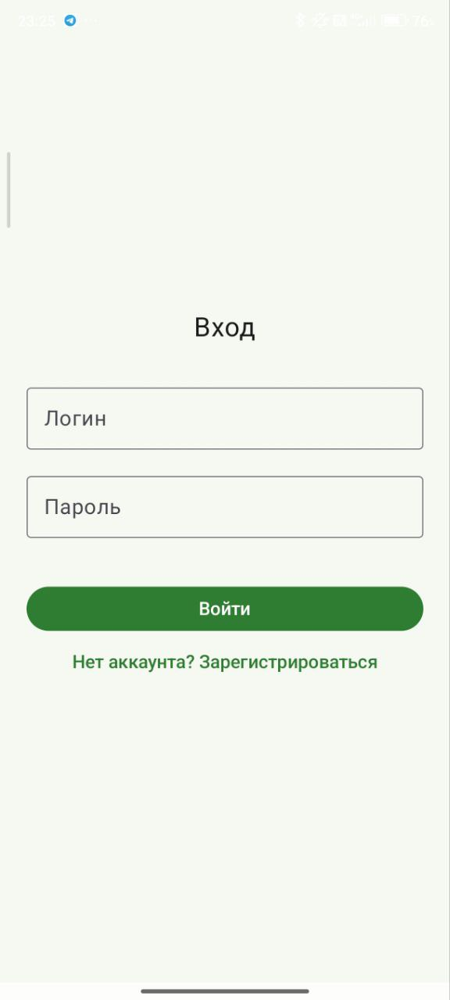 23:25
76
Вход
Логин
Пароль
Войти
Нет аккаунта? Зарегистрироваться